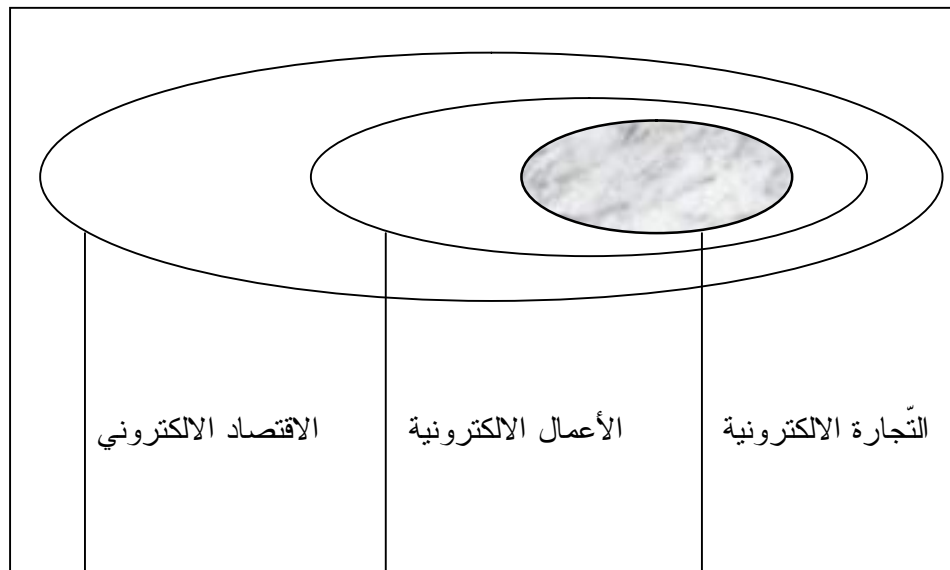 التّجارة الالكترونية
الأعمال الالكترونية
الاقتصاد الالكتروني